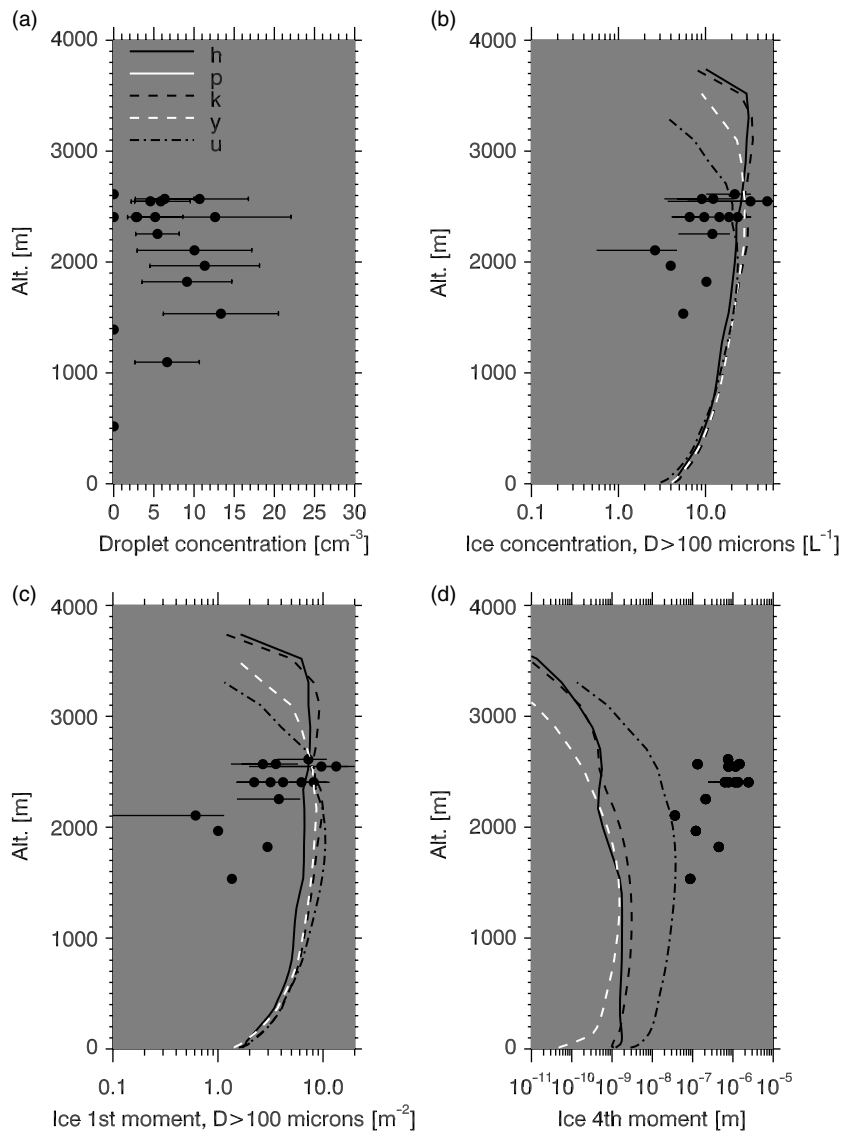 (a)
4000
3000
2000
1000
0
Alt. [m]
h
p
k
y
u
0 5 10 15 20 25 30
Droplet concentration [cm⁻³]
(b)
4000
3000
2000
1000
0
Alt. [m]
0.1 1.0 10.0
Ice concentration, D>100 microns [L⁻¹]
(c)
4000
3000
2000
1000
0
Alt. [m]
0.1 1.0 10.0
Ice 1st moment, D>100 microns [m⁻²]
(d)
4000
3000
2000
1000
0
Alt. [m]
10⁻¹¹ 10⁻¹⁰ 10⁻⁹ 10⁻⁸ 10⁻⁷ 10⁻⁶ 10⁻⁵
Ice 4th moment [m]